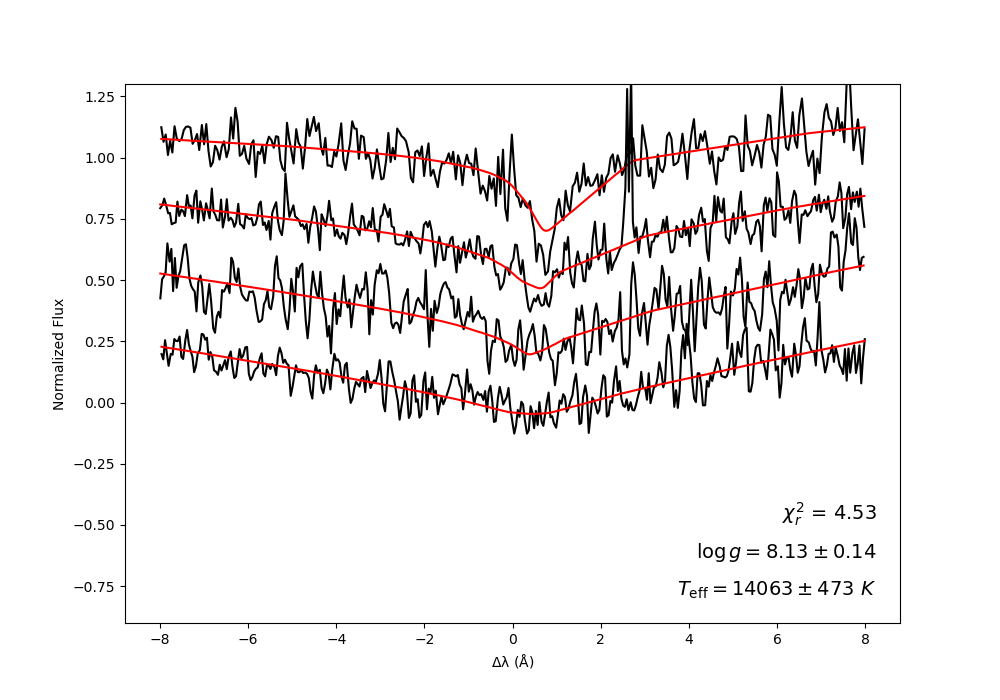 1.25
1.00
0.75
0.50
0.25
0.00
−0.25
−0.50
−0.75
Normalized Flux
χ²ᵣ = 4.53
log g = 8.13 ± 0.14
T_eff = 14063 ± 473 K
−8 −6 −4 −2 0 2 4 6 8
Δλ (Å)